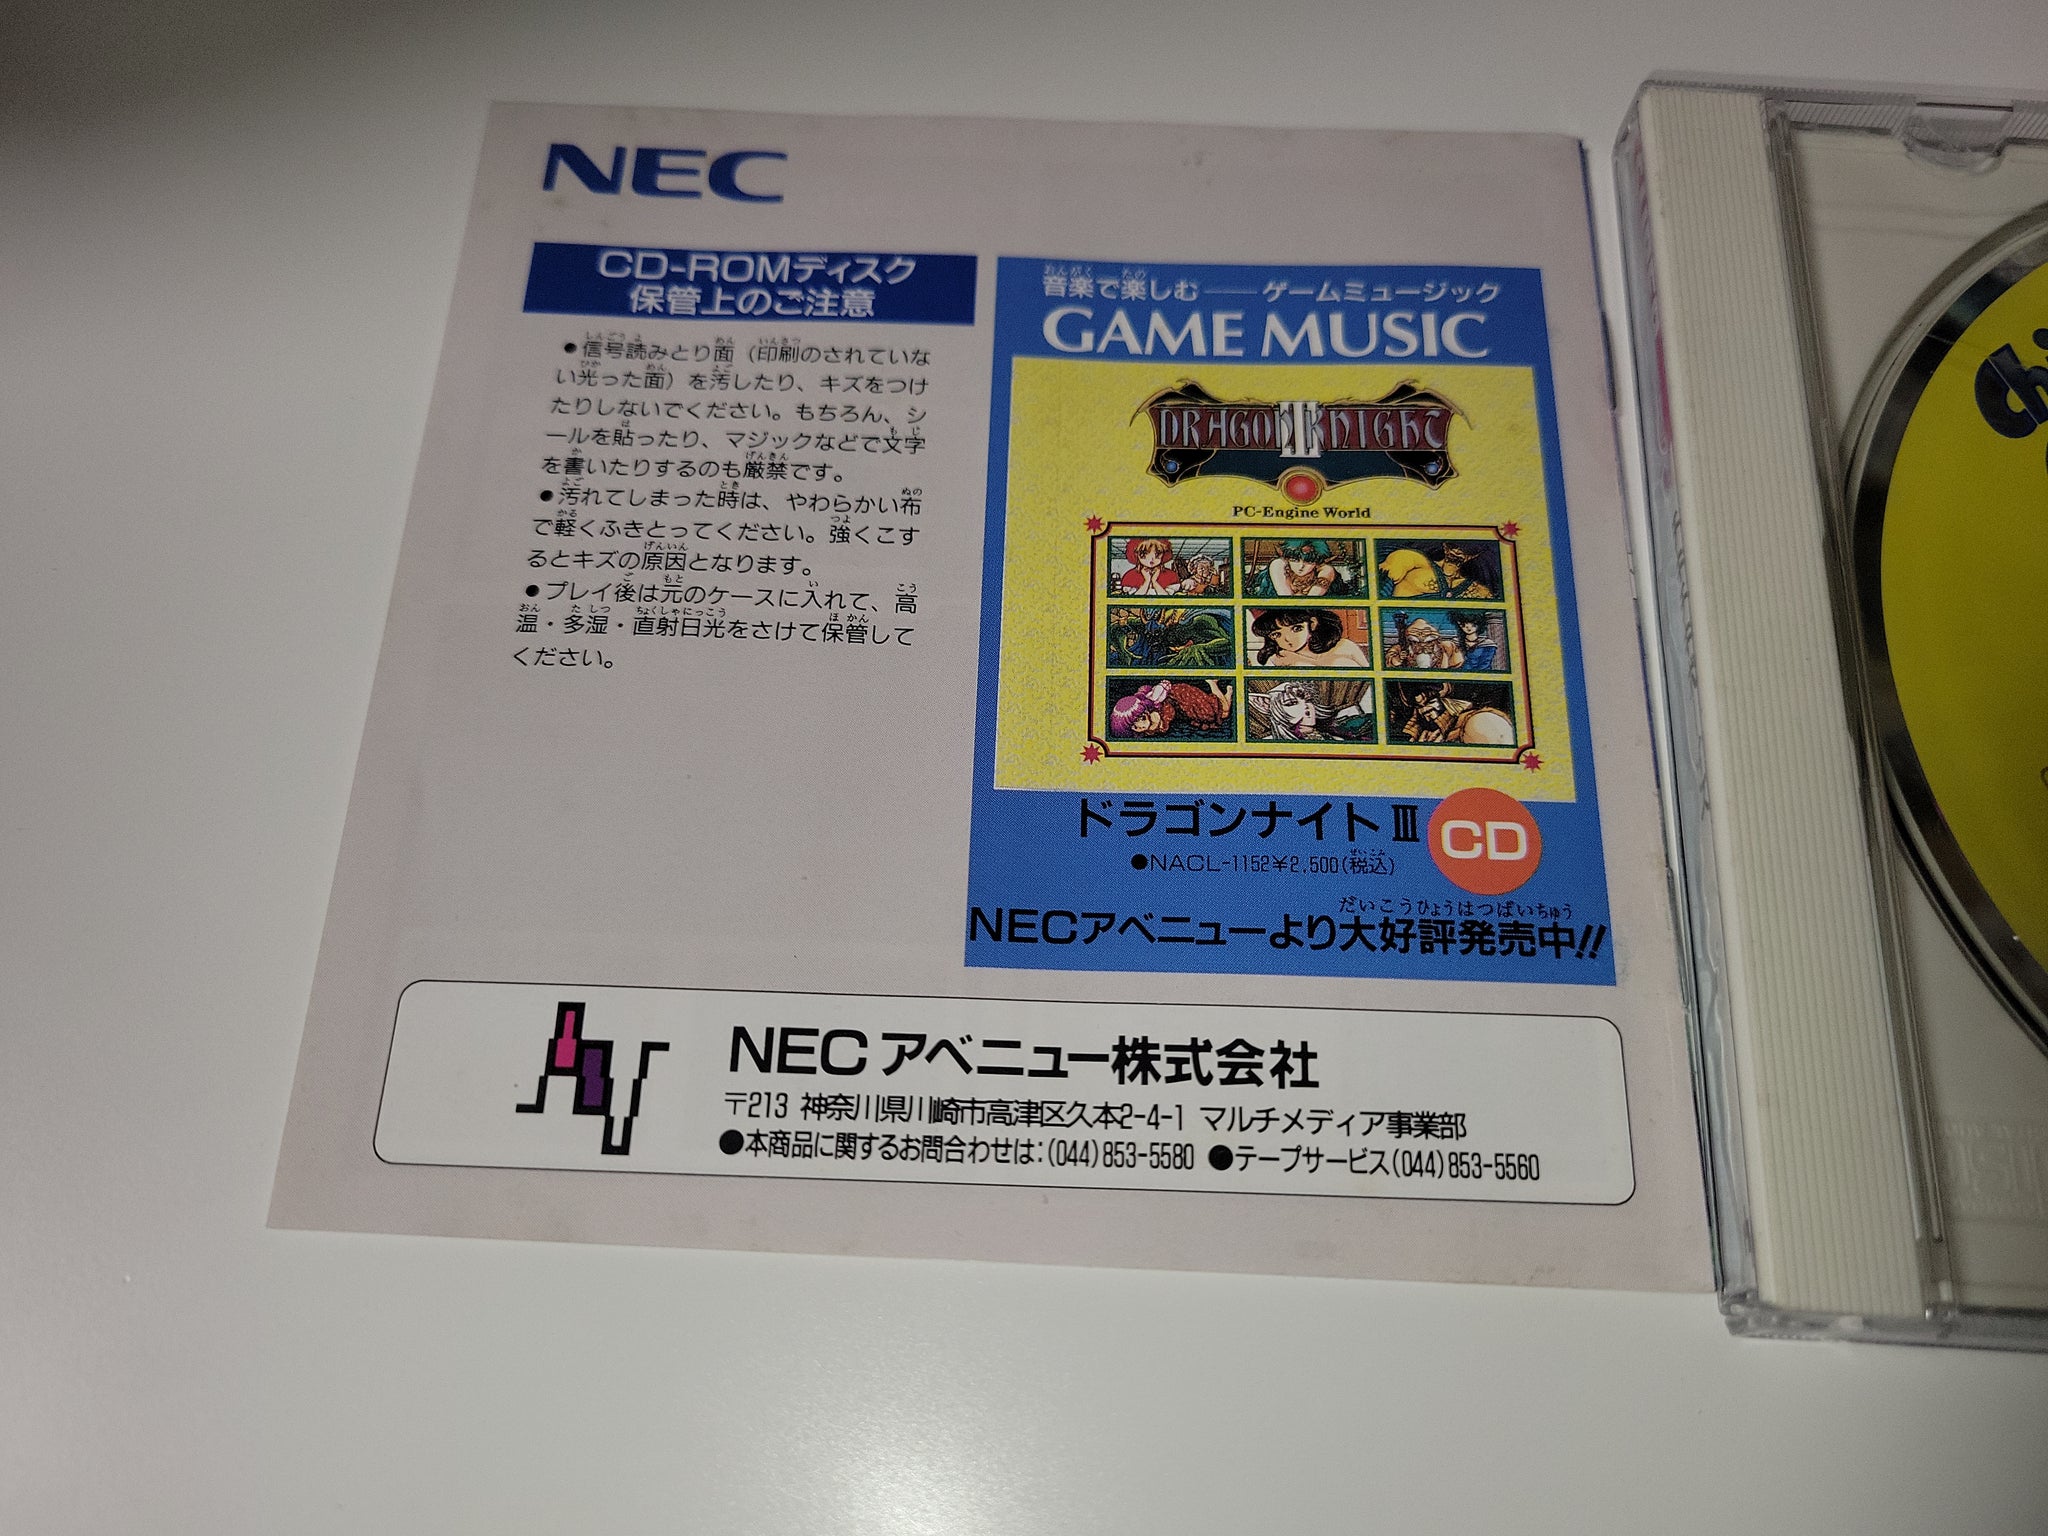 NEC
CD-ROMディスク
保管上のご注意
●信号読みとり面（印刷のされていな
い光った面）を汚したり、キズをつけ
たりしないでください。もちろん、シ
ールを貼ったり、マジックなどで文字
を書いたりするのも厳禁です。
●汚れてしまった時は、やわらかい布
で軽くふきとってください。強くこす
るとキズの原因となります。
●プレイ後は元のケースに入れて、高
温・多湿・直射日光をさけて保管して
ください。
音楽で楽しむ――ゲームミュージック
GAME MUSIC
DRAGON KNIGHT III
PC-Engine World
ドラゴンナイトⅢ
CD
●NACL-1152¥2,500(税込)
NECアベニューより大好評発売中!!
NECアベニュー株式会社
〒213 神奈川県川崎市高津区久本2-4-1 マルチメディア事業部
●本商品に関するお問合わせは:(044)853-5580 ●テープサービス(044)853-5560